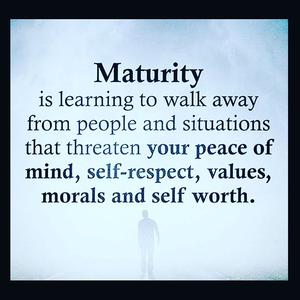 Maturity
is learning to walk away
from people and situations
that threaten your peace of
mind, self-respect, values,
morals and self worth.